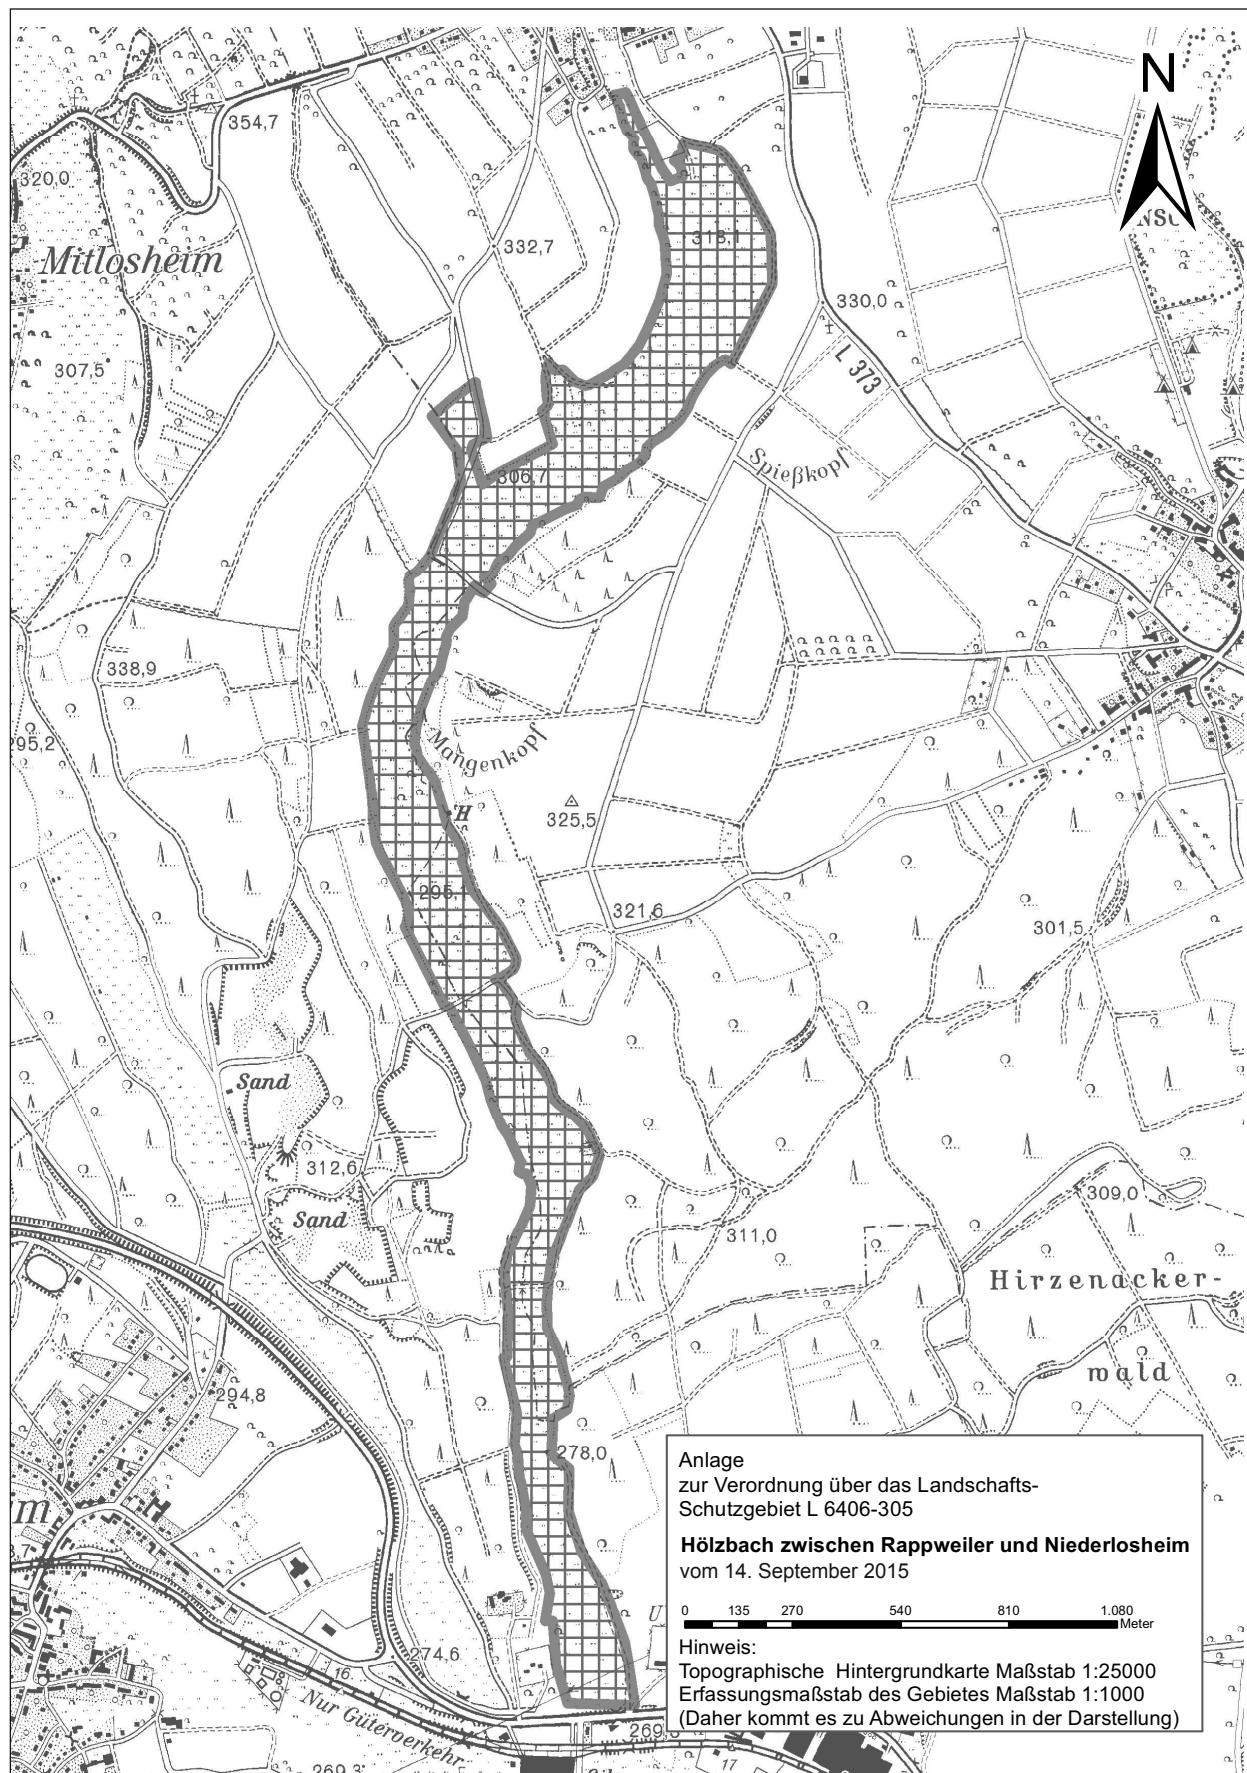 N
354,7
320,0
NSG
318,1
332,7
Mitlosheim
330,0
L 373
307,5
Spießkopf
306,7
338,9
295,2
Mangenkopf
H
325,5
295,1
321,6
301,5
Sand
312,6
309,0
Sand
311,0
Hirzenacker-
wald
294,8
278,0
m
Anlage
zur Verordnung über das Landschafts-
Schutzgebiet L 6406-305
Hölzbach zwischen Rappweiler und Niederlosheim
vom 14. September 2015
0 135 270 540 810 1.080
Meter
Hinweis:
Topographische Hintergrundkarte Maßstab 1:25000
Erfassungsmaßstab des Gebietes Maßstab 1:1000
(Daher kommt es zu Abweichungen in der Darstellung)
U
274,6
16
Nur Güterverkehr
269,3
17